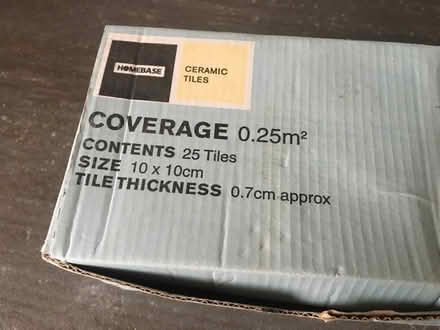 HOMEBASE
CERAMIC
TILES
COVERAGE 0.25m²
CONTENTS 25 Tiles
SIZE 10 x 10cm
TILE THICKNESS 0.7cm approx